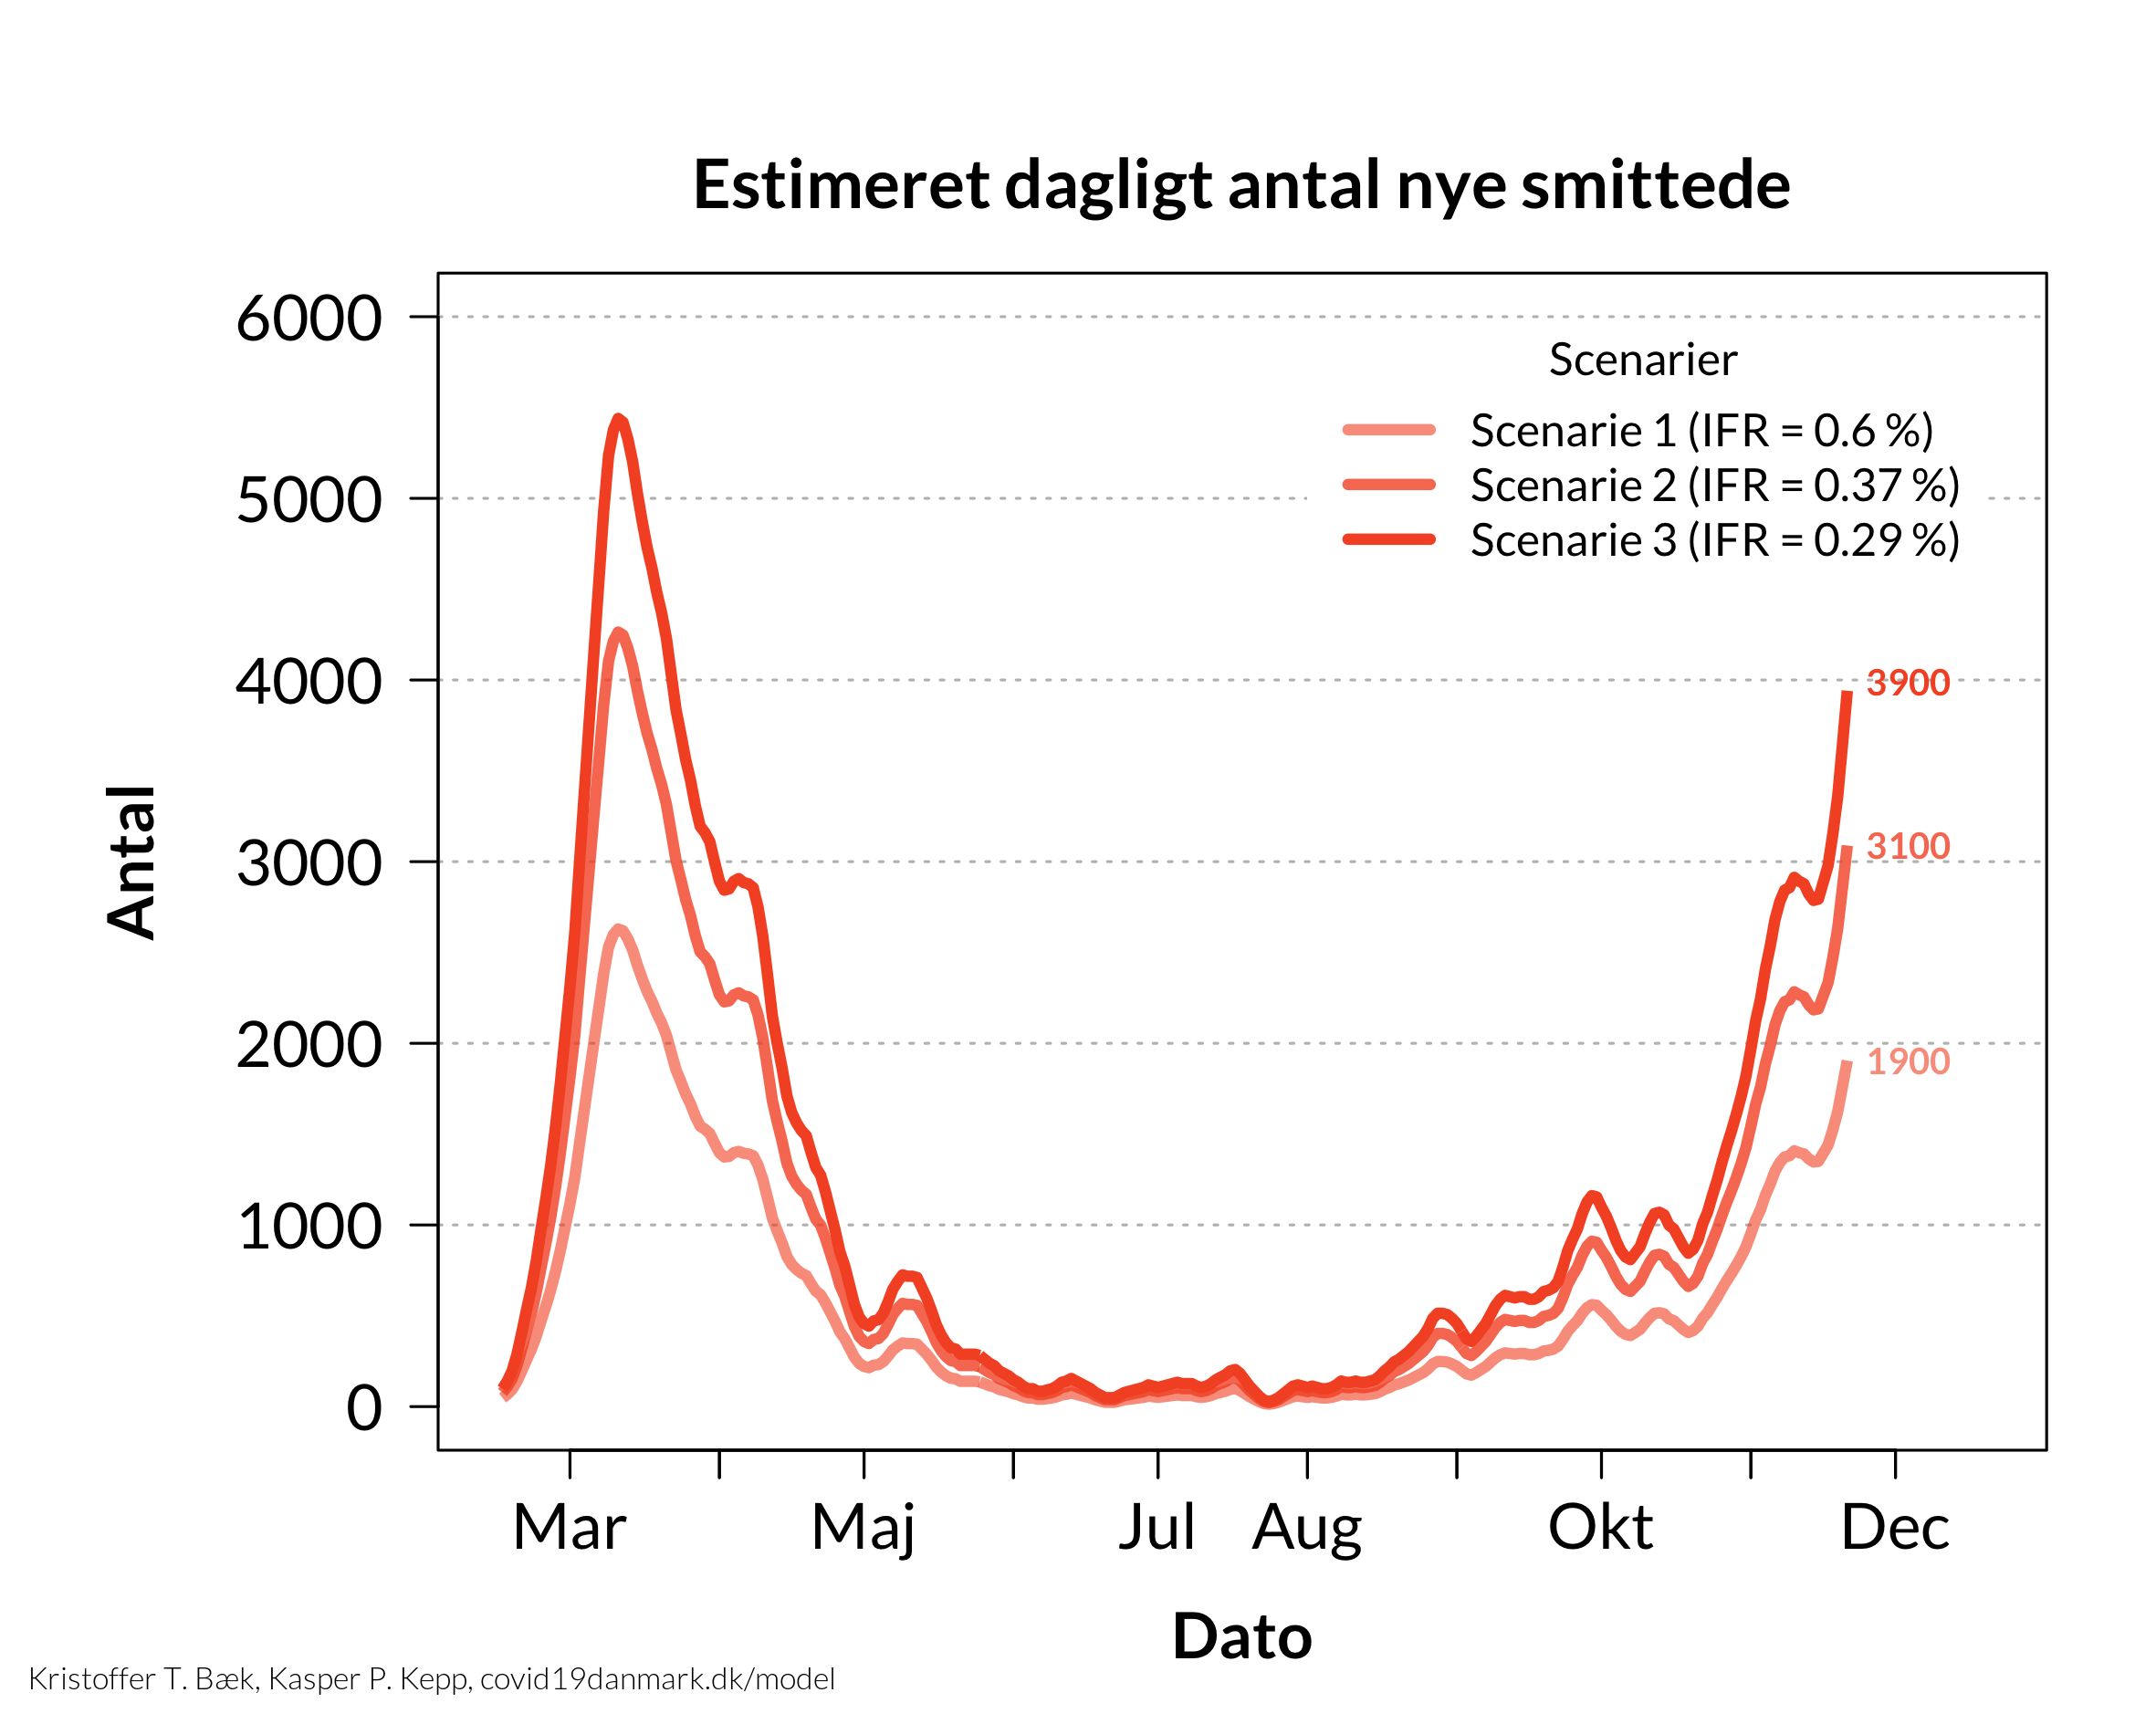 Estimeret dagligt antal nye smittede
6000
5000
4000
3000
2000
1000
0
Antal
Scenarier
Scenarie 1 (IFR = 0.6 %)
Scenarie 2 (IFR = 0.37 %)
Scenarie 3 (IFR = 0.29 %)
3900
3100
1900
Mar Maj Jul Aug Okt Dec
Dato
Kristoffer T. Bæk, Kasper P. Kepp, covid19danmark.dk/model